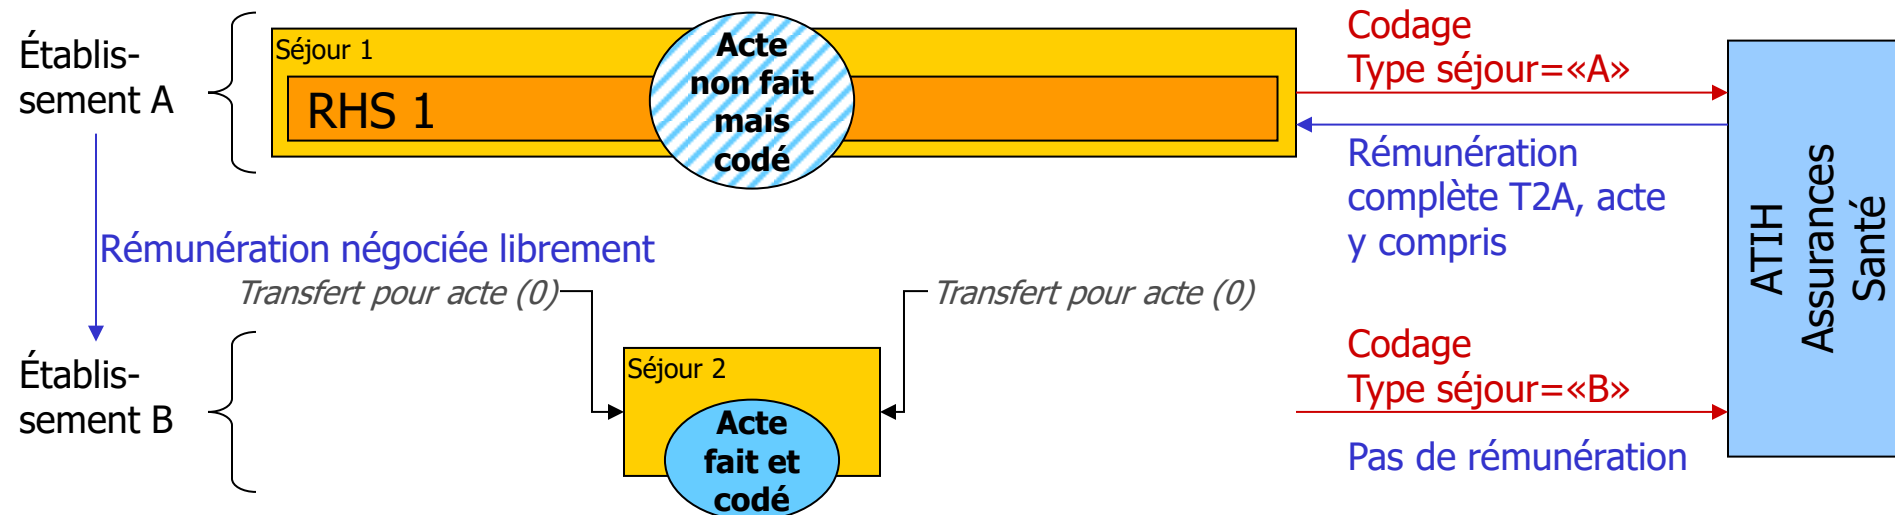 Établis-
sement A
Séjour 1
RHS 1
Acte
non fait
mais
codé
Codage
Type séjour=«A»
Rémunération
complète T2A, acte
y compris
ATIH
Assurances
Santé
Rémunération négociée librement
Transfert pour acte (0)
Transfert pour acte (0)
Établis-
sement B
Séjour 2
Acte
fait et
codé
Codage
Type séjour=«B»
Pas de rémunération